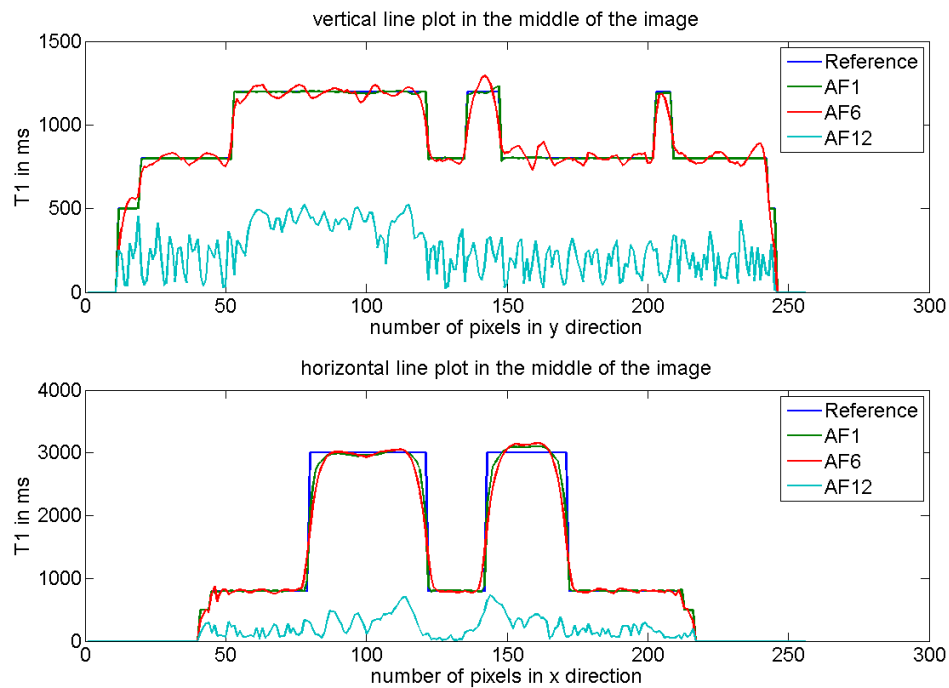 vertical line plot in the middle of the image
1500
1000
500
0
T1 in ms
Reference
AF1
AF6
AF12
0 50 100 150 200 250 300
number of pixels in y direction
horizontal line plot in the middle of the image
4000
3000
2000
1000
0
T1 in ms
Reference
AF1
AF6
AF12
0 50 100 150 200 250 300
number of pixels in x direction